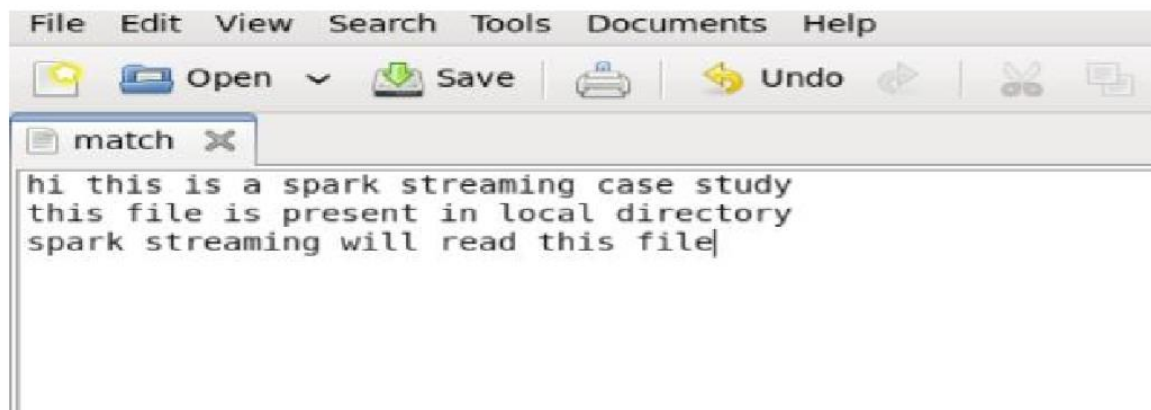 File Edit View Search Tools Documents Help
Open Save Undo
match
hi this is a spark streaming case study
this file is present in local directory
spark streaming will read this file